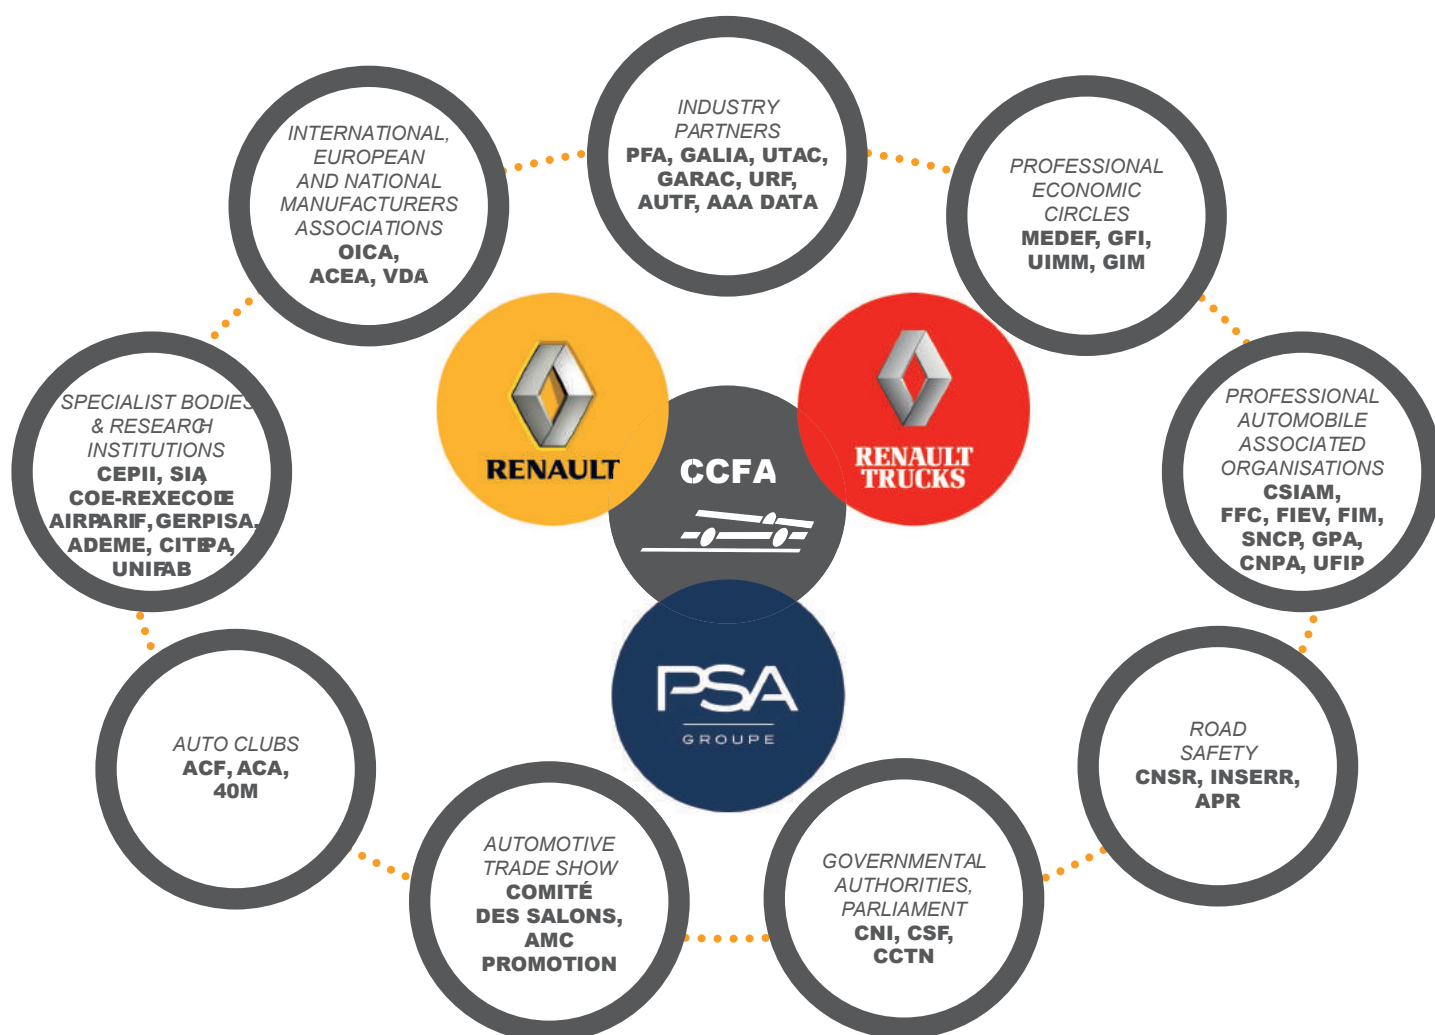 INDUSTRY
PARTNERS
PFA, GALIA, UTAC,
GARAC, URF,
AUTF, AAA DATA
INTERNATIONAL,
EUROPEAN
AND NATIONAL
MANUFACTURERS
ASSOCIATIONS
OICA,
ACEA, VDA
PROFESSIONAL
ECONOMIC
CIRCLES
MEDEF, GFI,
UIMM, GIM
SPECIALIST BODIES
& RESEARCH
INSTITUTIONS
CEPII, SIA,
COE-REXECODE
AIRPARIF, GERPISA.
ADEME, CITEPA,
UNIFAB
RENAULT
CCFA
RENAULT
TRUCKS
PROFESSIONAL
AUTOMOBILE
ASSOCIATED
ORGANISATIONS
CSIAM,
FFC, FIEV, FIM,
SNCP, GPA,
CNPA, UFIP
PSA
GROUPE
AUTO CLUBS
ACF, ACA,
40M
ROAD
SAFETY
CNSR, INSERR,
APR
AUTOMOTIVE
TRADE SHOW
COMITÉ
DES SALONS,
AMC
PROMOTION
GOVERNMENTAL
AUTHORITIES,
PARLIAMENT
CNI, CSF,
CCTN